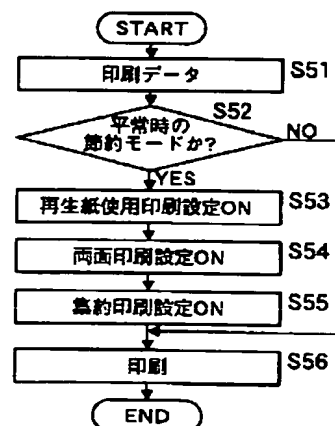 START
印刷データ S51
S52
平常時の
節約モードか?
NO
YES
再生紙使用印刷設定ON S53
両面印刷設定ON S54
集約印刷設定ON S55
印刷 S56
END